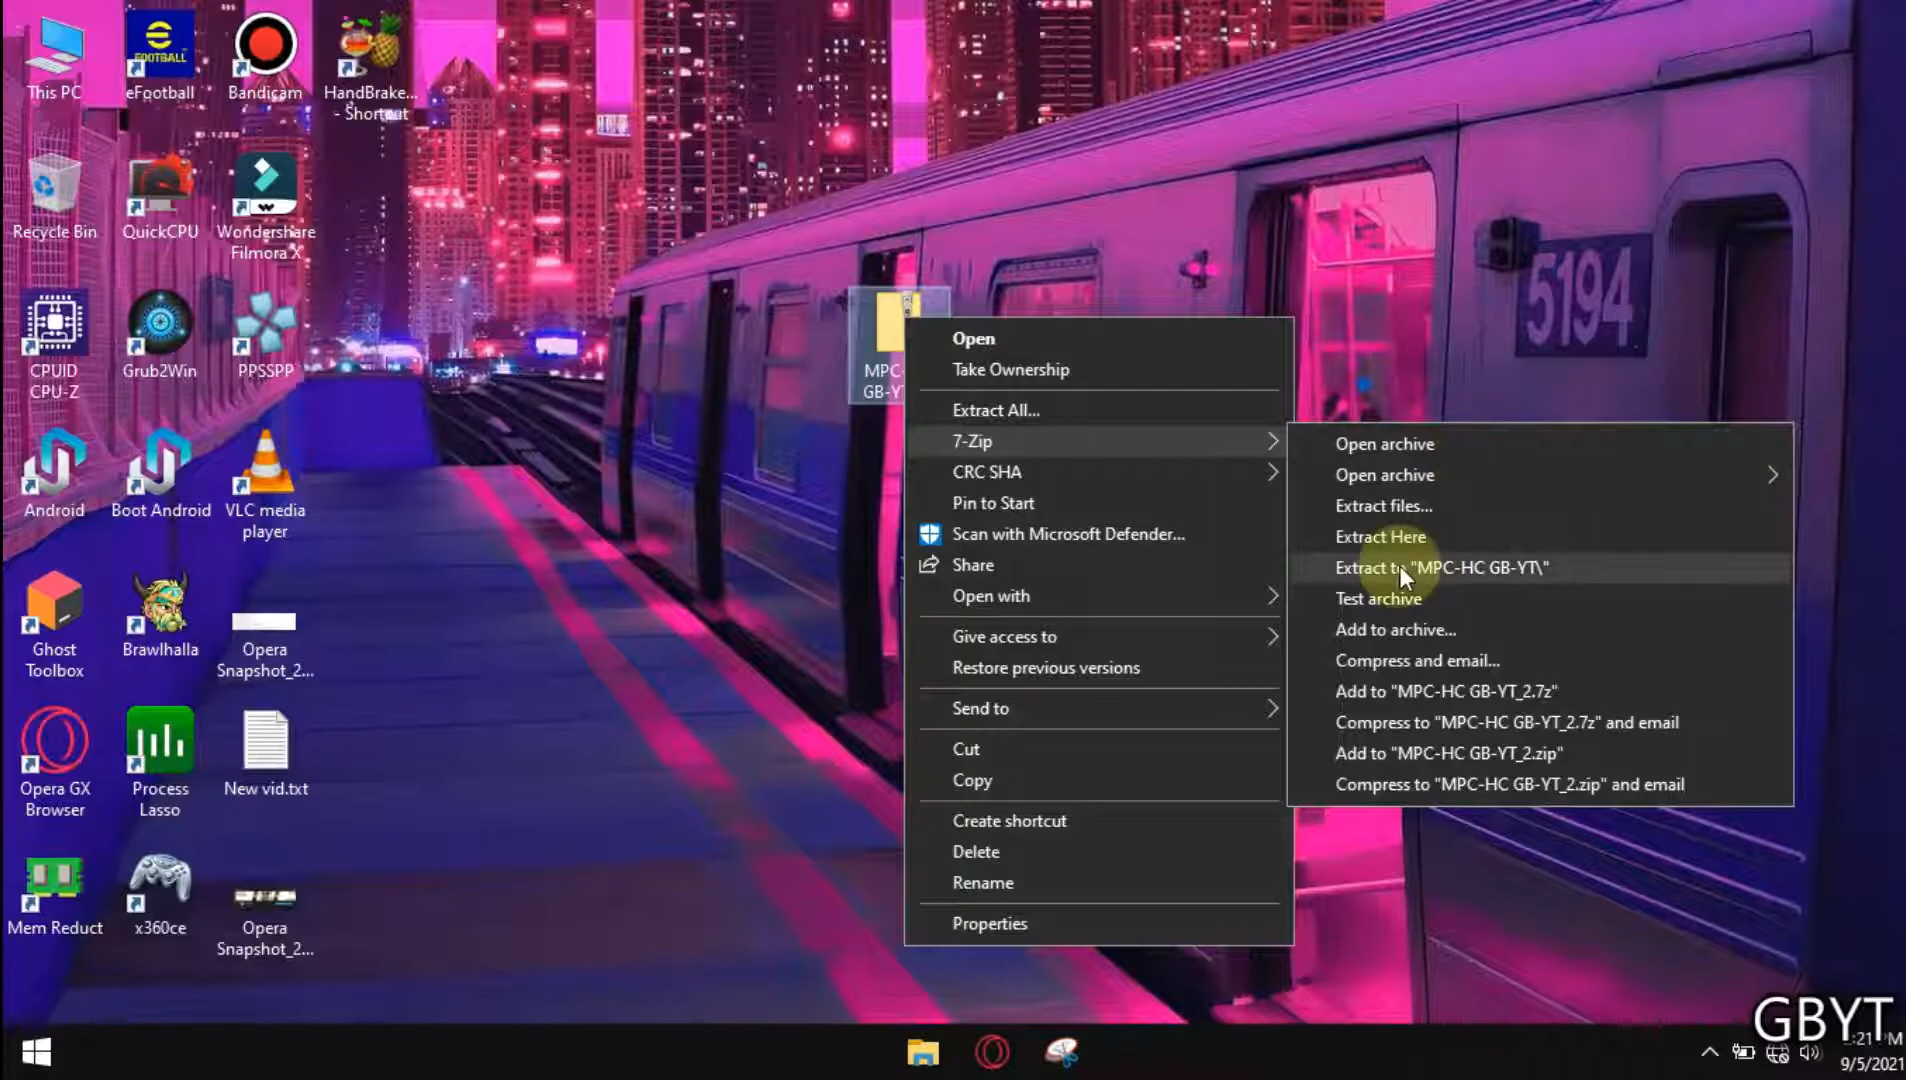 This PC
eFootball
Bandicam
HandBrake...
- Shortcut
FOOTBALL
Recycle Bin
QuickCPU
Wondershare
Filmora X
CPUID
CPU-Z
Grub2Win
PPSSPP
Android
Boot Android
VLC media
player
Ghost
Toolbox
Brawlhalla
Opera
Snapshot_2...
Opera GX
Browser
Process
Lasso
New vid.txt
Mem Reduct
x360ce
Opera
Snapshot_2...
5194
MPC-
GB-YT
Open
Take Ownership
Extract All...
7-Zip
CRC SHA
Pin to Start
Scan with Microsoft Defender...
Share
Open with
Give access to
Restore previous versions
Send to
Cut
Copy
Create shortcut
Delete
Rename
Properties
Open archive
Open archive
Extract files...
Extract Here
Extract to "MPC-HC GB-YT\"
Test archive
Add to archive...
Compress and email...
Add to "MPC-HC GB-YT_2.7z"
Compress to "MPC-HC GB-YT_2.7z" and email
Add to "MPC-HC GB-YT_2.zip"
Compress to "MPC-HC GB-YT_2.zip" and email
GBYT
:21 PM
9/5/2021